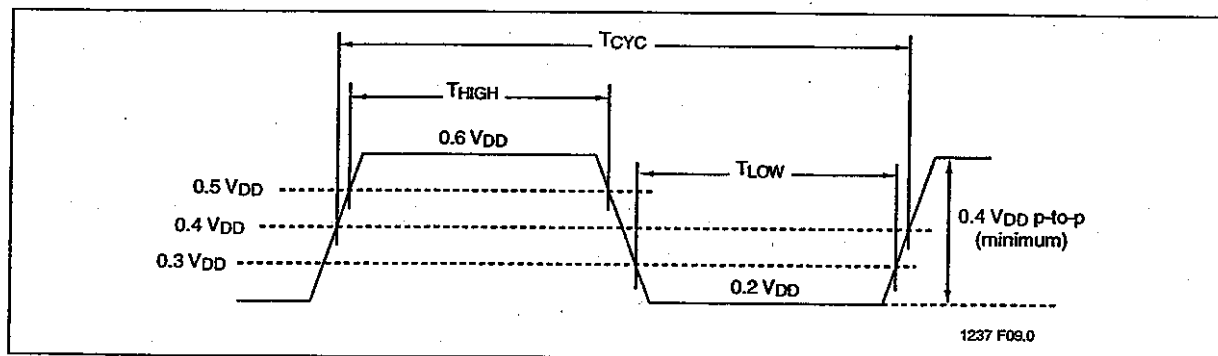 TCYC
THIGH
0.6 VDD
TLOW
0.5 VDD
0.4 VDD
0.4 VDD p-to-p
(minimum)
0.3 VDD
0.2 VDD
1237 F09.0